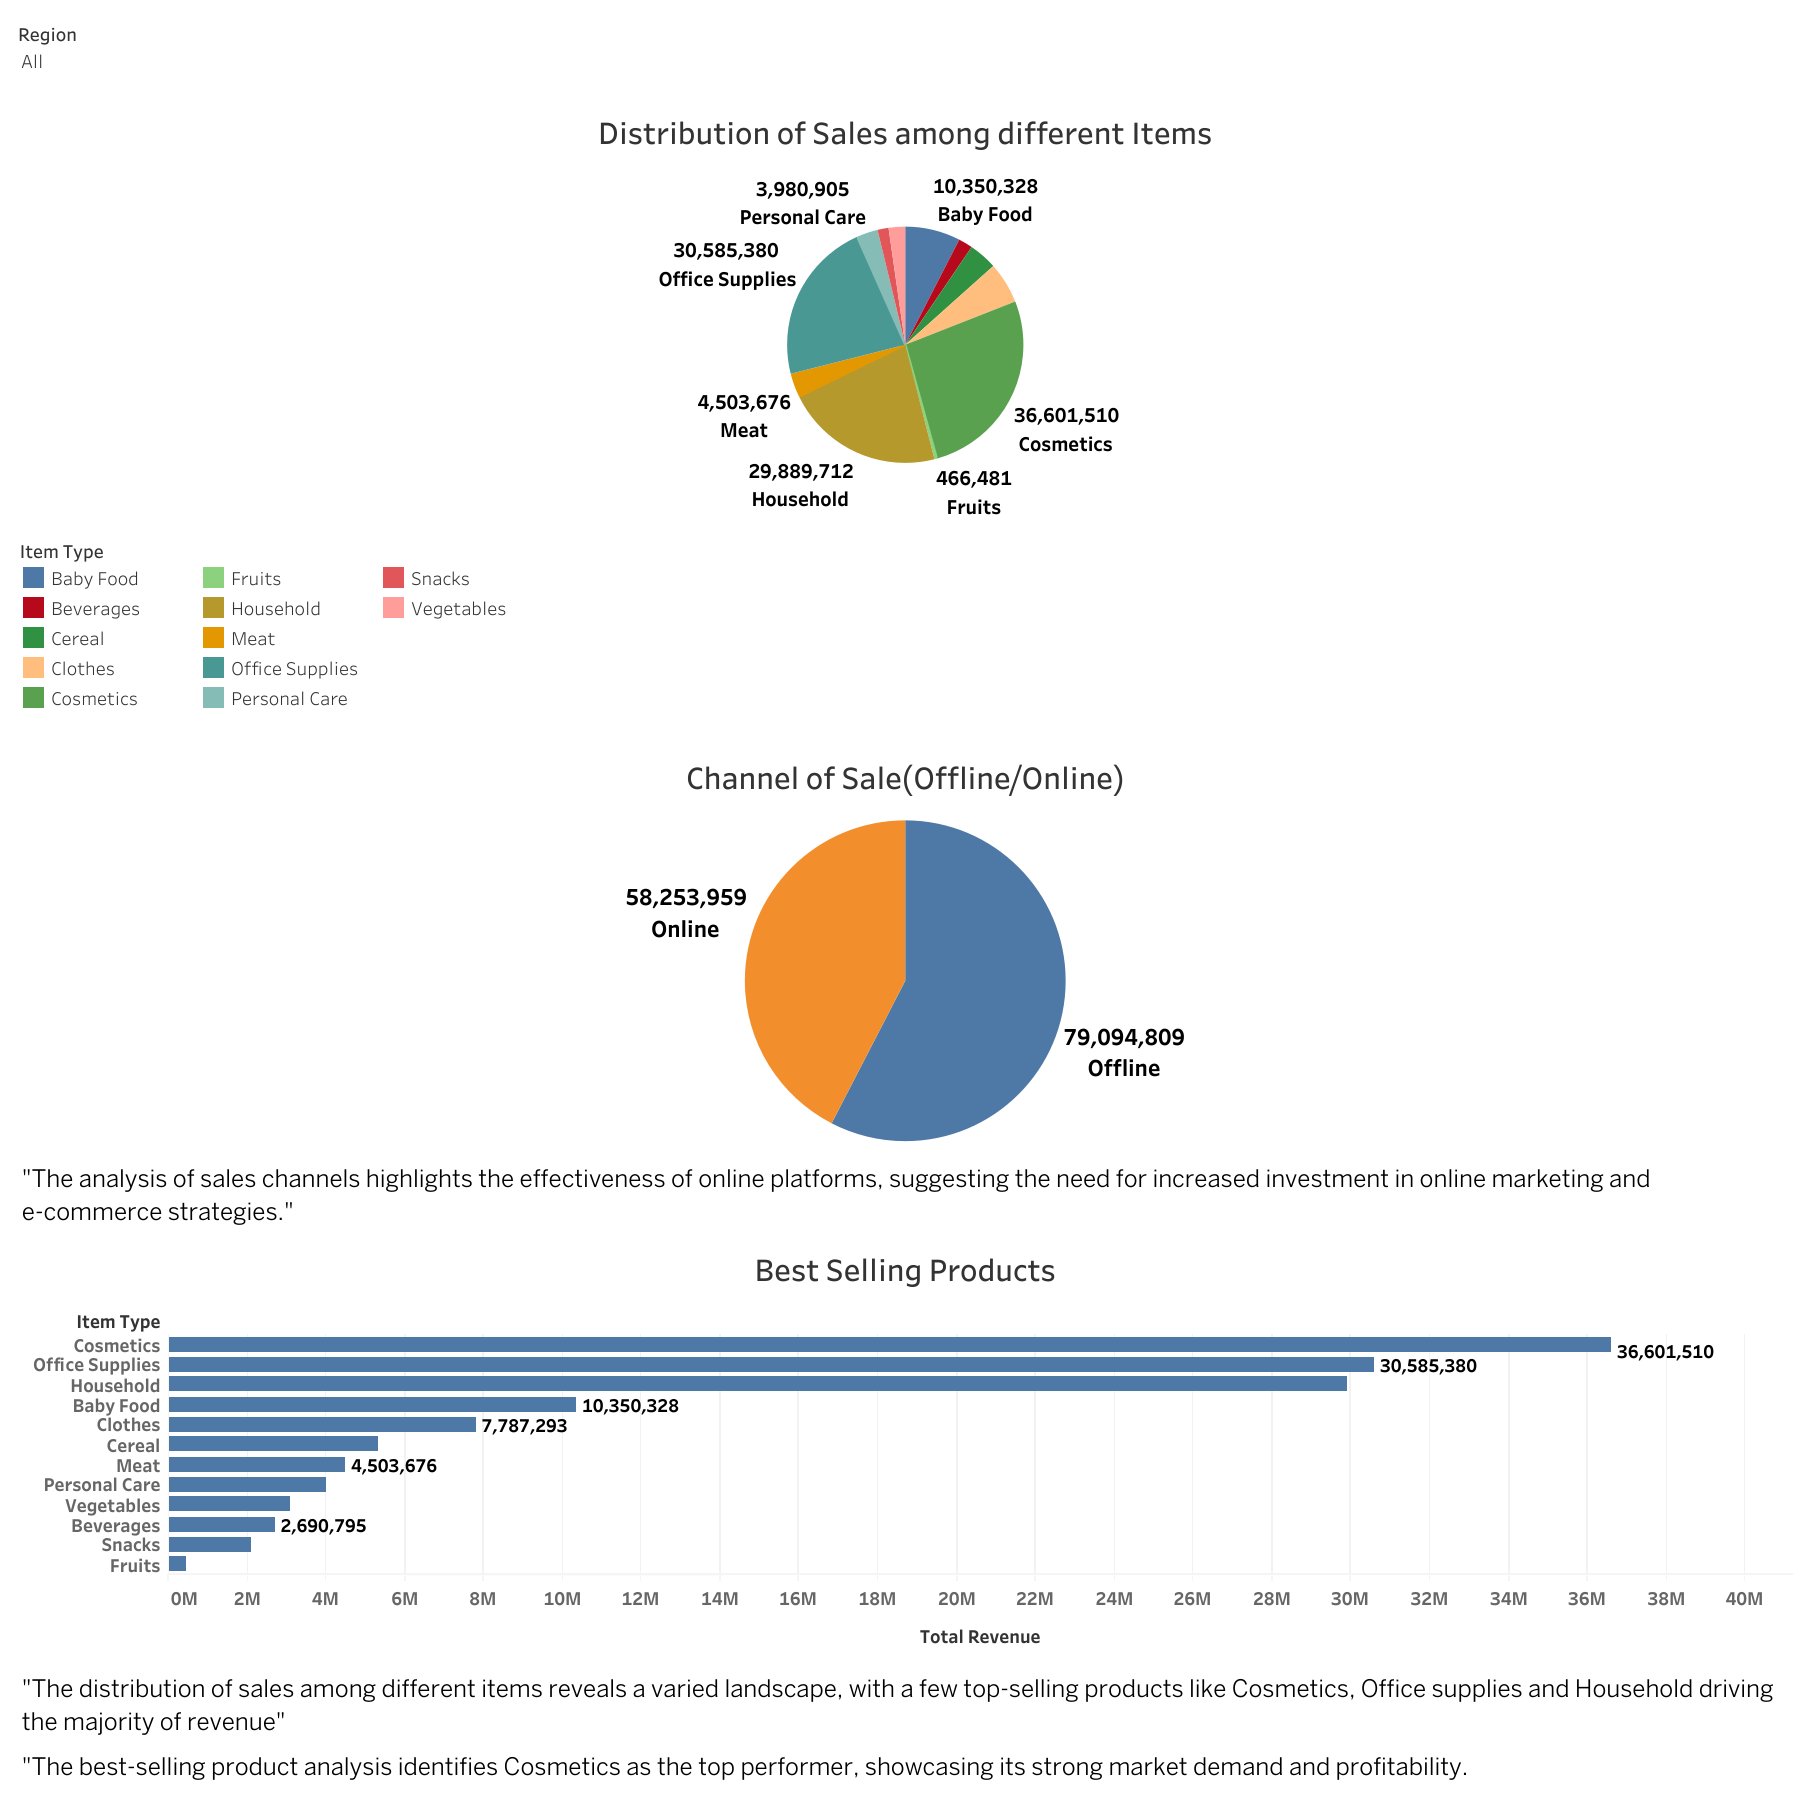 Region
All
Distribution of Sales among different Items
3,980,905
Personal Care
10,350,328
Baby Food
30,585,380
Office Supplies
4,503,676
Meat
36,601,510
Cosmetics
29,889,712
Household
466,481
Fruits
Item Type
Baby Food
Beverages
Cereal
Clothes
Cosmetics
Fruits
Household
Meat
Office Supplies
Personal Care
Snacks
Vegetables
Channel of Sale(Offline/Online)
58,253,959
Online
79,094,809
Offline
"The analysis of sales channels highlights the effectiveness of online platforms, suggesting the need for increased investment in online marketing and
e-commerce strategies."
Best Selling Products
Item Type
Cosmetics 36,601,510
Office Supplies 30,585,380
Household
Baby Food 10,350,328
Clothes 7,787,293
Cereal
Meat 4,503,676
Personal Care
Vegetables
Beverages 2,690,795
Snacks
Fruits
0M 2M 4M 6M 8M 10M 12M 14M 16M 18M 20M 22M 24M 26M 28M 30M 32M 34M 36M 38M 40M
Total Revenue
"The distribution of sales among different items reveals a varied landscape, with a few top-selling products like Cosmetics, Office supplies and Household driving
the majority of revenue"
"The best-selling product analysis identifies Cosmetics as the top performer, showcasing its strong market demand and profitability.